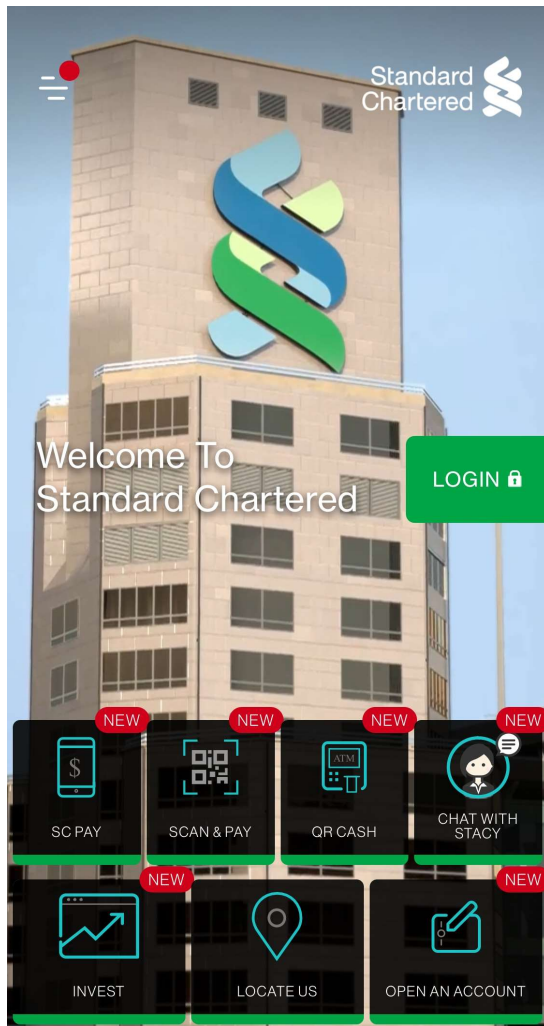 Standard
Chartered
Welcome To
Standard Chartered
LOGIN
NEW
NEW
NEW
NEW
$
ATM
SC PAY
SCAN & PAY
QR CASH
CHAT WITH
STACY
NEW
NEW
INVEST
LOCATE US
OPEN AN ACCOUNT